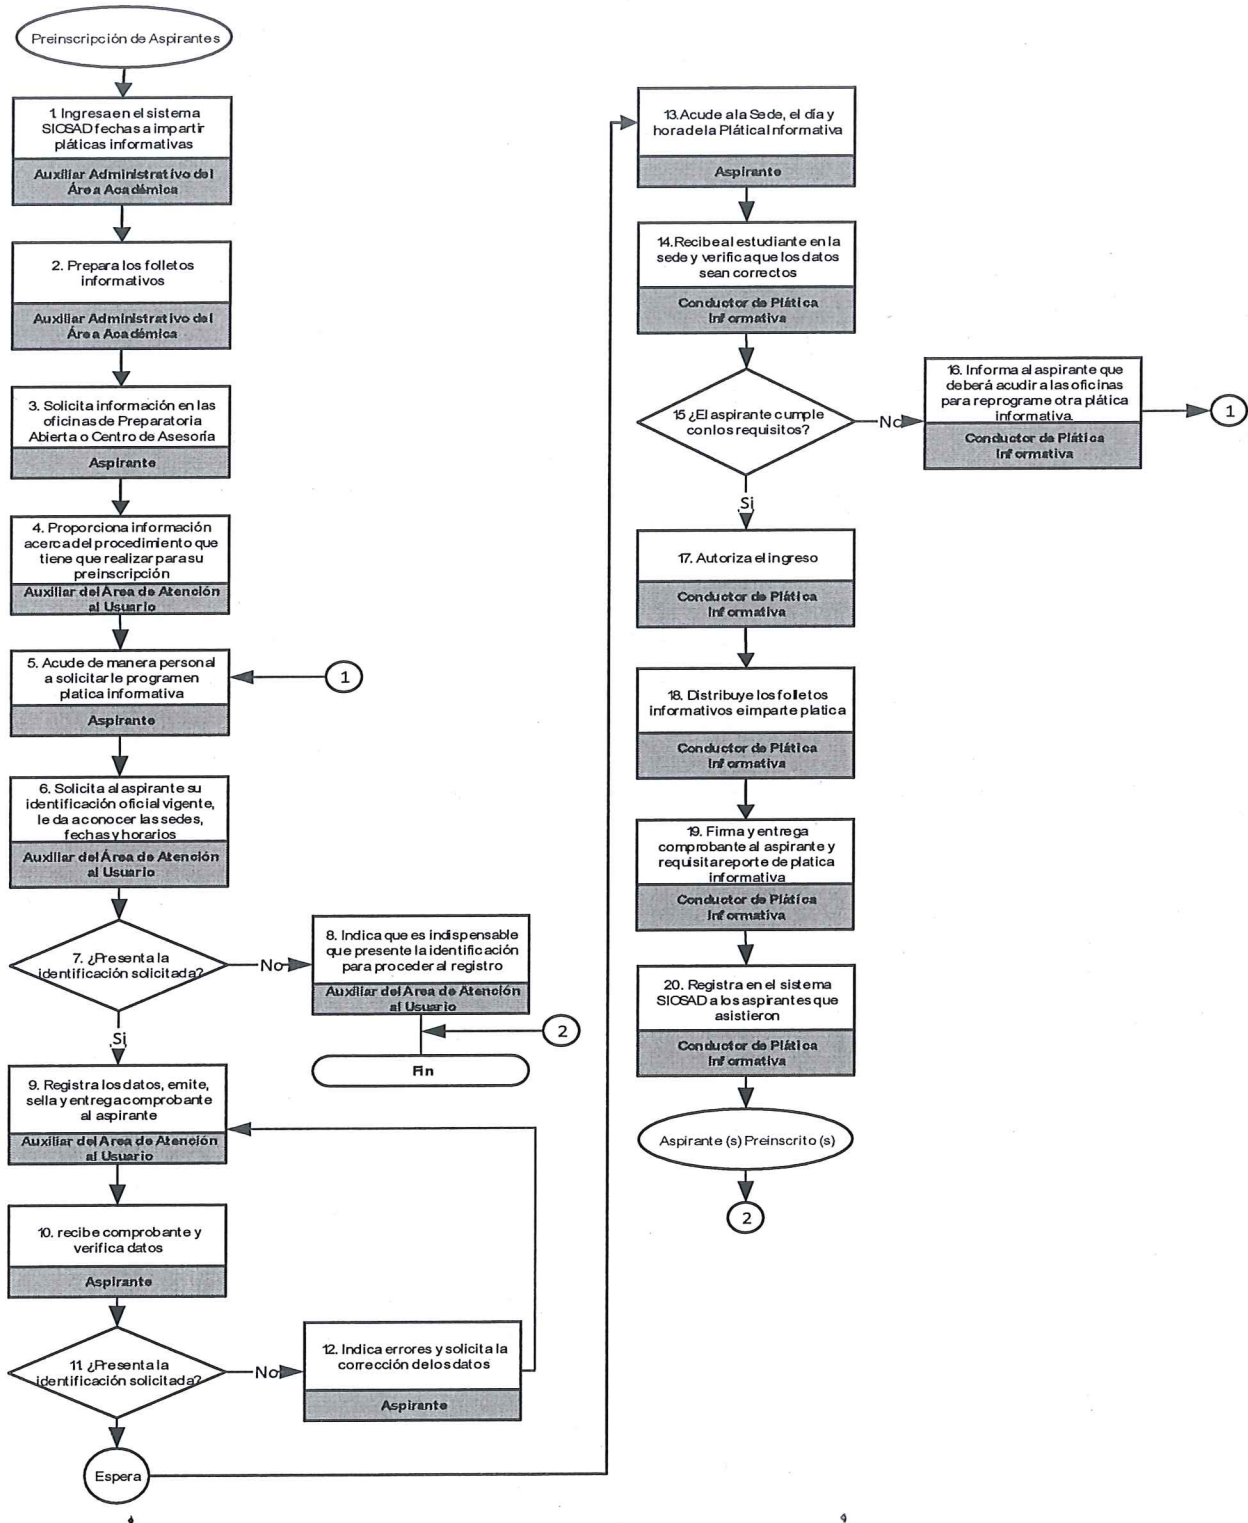 Preinscripción de Aspirantes
1. Ingresa en el sistema
SICSAD fechas a impartir
pláticas informativas
Auxiliar Administrativo del
Área Académica
2. Prepara los folletos
informativos
Auxiliar Administrativo del
Área Académica
3. Solicita información en las
oficinas de Preparatoria
Abierta o Centro de Asesoría
Aspirante
4. Proporciona información
acerca del procedimiento que
tiene que realizar para su
preinscripción
Auxiliar del Área de Atención
al Usuario
5. Acude de manera personal
a solicitar le programen
platica informativa
Aspirante
1
6. Solicita al aspirante su
identificación oficial vigente,
le da a conocer las sedes,
fechas y horarios
Auxiliar del Área de Atención
al Usuario
7. ¿Presenta la
identificación solicitada?
No
8. Indica que es indispensable
que presente la identificación
para proceder al registro
Auxiliar del Area de Atención
al Usuario
2
Fin
Si
9. Registra los datos, emite,
sella y entrega comprobante
al aspirante
Auxiliar del Area de Atención
al Usuario
10. recibe comprobante y
verifica datos
Aspirante
11. ¿Presenta la
identificación solicitada?
No
12. Indica errores y solicita la
corrección de los datos
Aspirante
Espera
13. Acude a la Sede, el día y
hora de la Plática Informativa
Aspirante
14. Recibe al estudiante en la
sede y verifica que los datos
sean correctos
Conductor de Plática
Informativa
15 ¿El aspirante cumple
con los requisitos?
No
16. Informa al aspirante que
deberá acudir a las oficinas
para reprograme otra plática
informativa.
Conductor de Plática
Informativa
1
Si
17. Autoriza el ingreso
Conductor de Plática
Informativa
18. Distribuye los folletos
informativos e imparte platica
Conductor de Plática
Informativa
19. Firma y entrega
comprobante al aspirante y
requisita reporte de platica
informativa
Conductor de Plática
Informativa
20. Registra en el sistema
SICSAD a los aspirantes que
asistieron
Conductor de Plática
Informativa
Aspirante (s) Preinscrito (s)
2